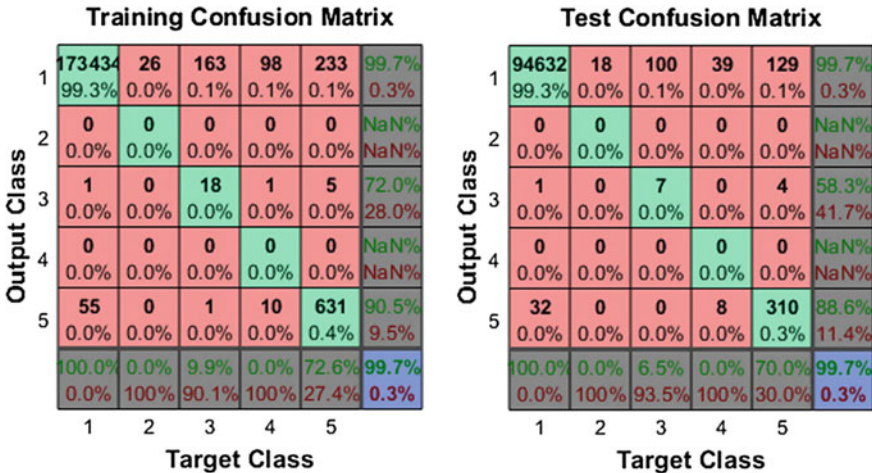 Training Confusion Matrix
1 173434 26 163 98 233 99.7%
99.3% 0.0% 0.1% 0.1% 0.1% 0.3%
2 0 0 0 0 0 NaN%
0.0% 0.0% 0.0% 0.0% 0.0% NaN%
3 1 0 18 1 5 72.0%
0.0% 0.0% 0.0% 0.0% 0.0% 28.0%
4 0 0 0 0 0 NaN%
0.0% 0.0% 0.0% 0.0% 0.0% NaN%
5 55 0 1 10 631 90.5%
0.0% 0.0% 0.0% 0.0% 0.4% 9.5%
100.0% 0.0% 9.9% 0.0% 72.6% 99.7%
0.0% 100% 90.1% 100% 27.4% 0.3%
1 2 3 4 5
Target Class
Output Class
Test Confusion Matrix
1 94632 18 100 39 129 99.7%
99.3% 0.0% 0.1% 0.0% 0.1% 0.3%
2 0 0 0 0 0 NaN%
0.0% 0.0% 0.0% 0.0% 0.0% NaN%
3 1 0 7 0 4 58.3%
0.0% 0.0% 0.0% 0.0% 0.0% 41.7%
4 0 0 0 0 0 NaN%
0.0% 0.0% 0.0% 0.0% 0.0% NaN%
5 32 0 0 8 310 88.6%
0.0% 0.0% 0.0% 0.0% 0.3% 11.4%
100.0% 0.0% 6.5% 0.0% 70.0% 99.7%
0.0% 100% 93.5% 100% 30.0% 0.3%
1 2 3 4 5
Target Class
Output Class